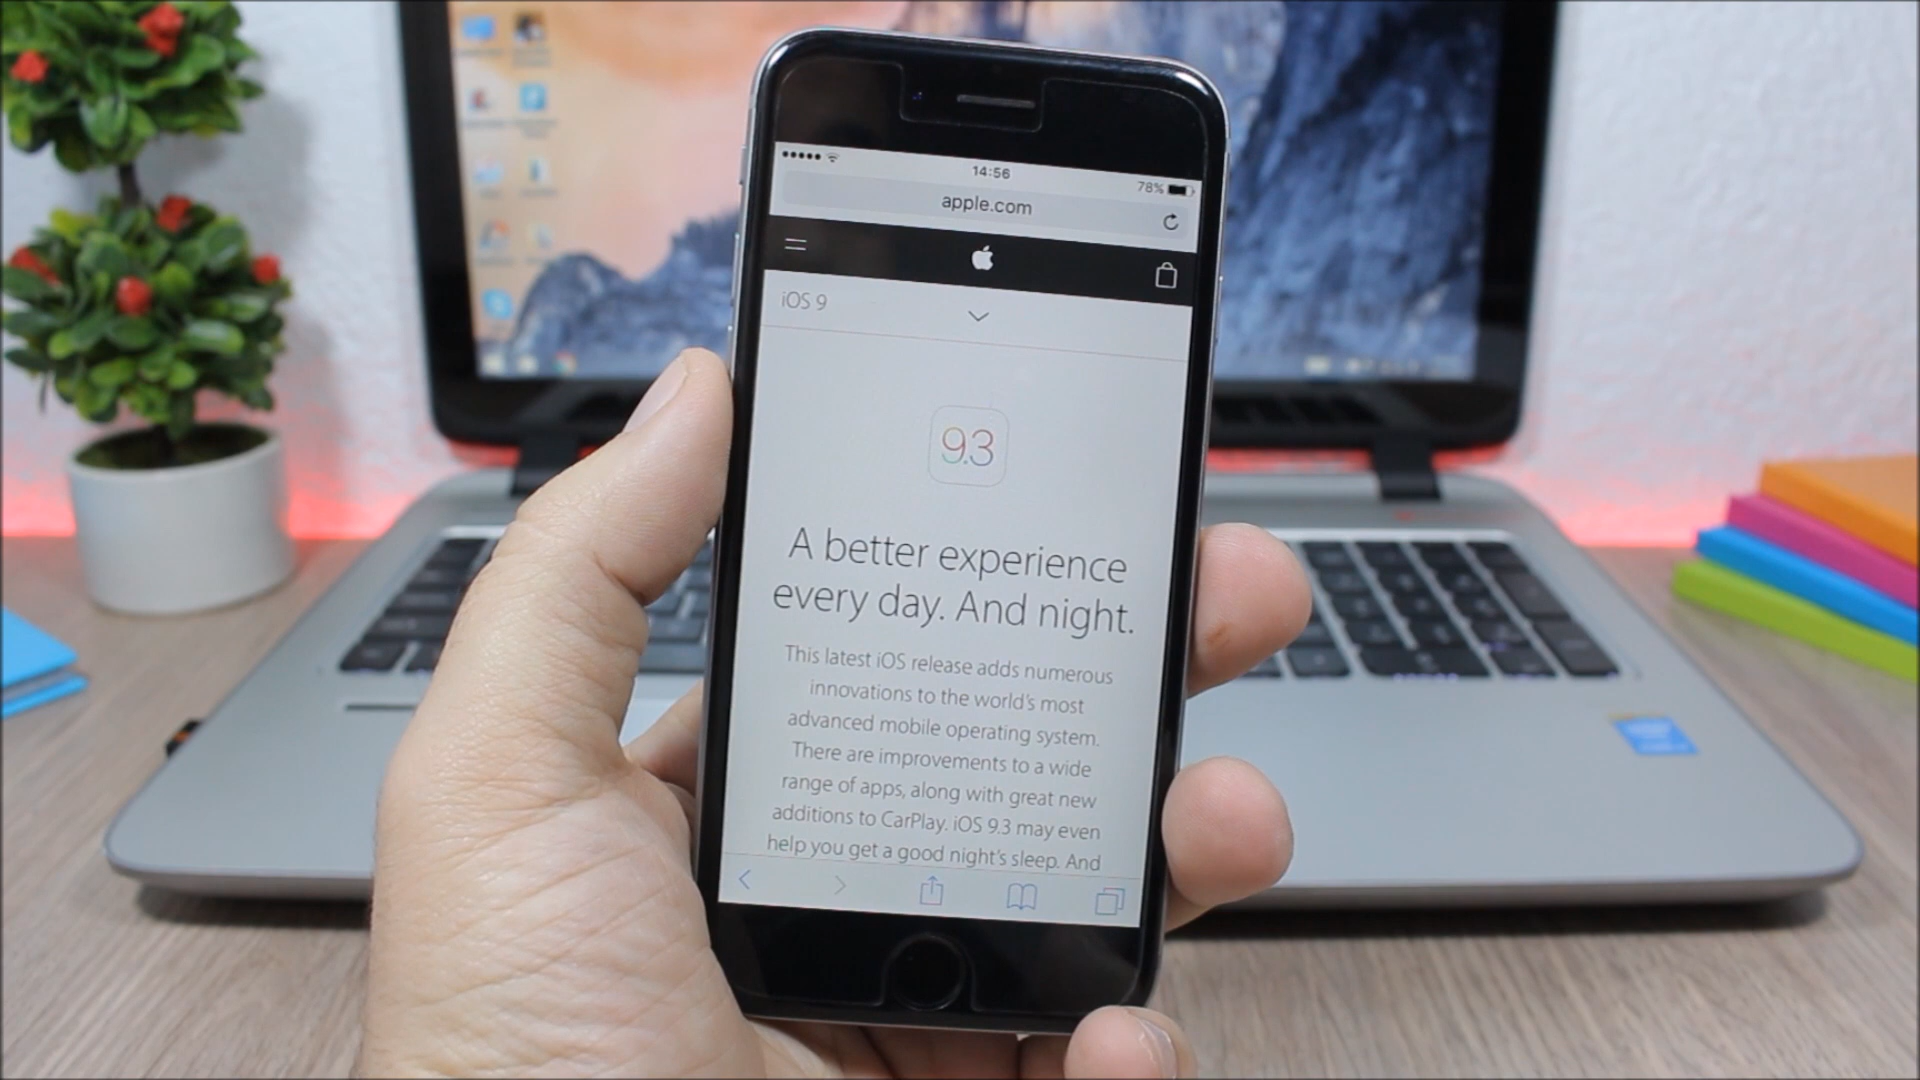 14:56
78%
apple.com
iOS 9
9.3
A better experience
every day. And night.
This latest iOS release adds numerous
innovations to the world's most
advanced mobile operating system.
There are improvements to a wide
range of apps, along with great new
additions to CarPlay. iOS 9.3 may even
help you get a good night's sleep. And